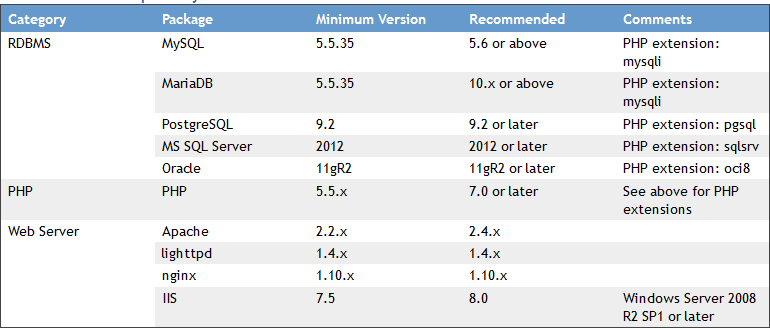 Category Package Minimum Version Recommended Comments
RDBMS MySQL 5.5.35 5.6 or above PHP extension:
mysqli
MariaDB 5.5.35 10.x or above PHP extension:
mysqli
PostgreSQL 9.2 9.2 or later PHP extension: pgsql
MS SQL Server 2012 2012 or later PHP extension: sqlsrv
Oracle 11gR2 11gR2 or later PHP extension: oci8
PHP PHP 5.5.x 7.0 or later See above for PHP
extensions
Web Server Apache 2.2.x 2.4.x
lighttpd 1.4.x 1.4.x
nginx 1.10.x 1.10.x
IIS 7.5 8.0 Windows Server 2008
R2 SP1 or later